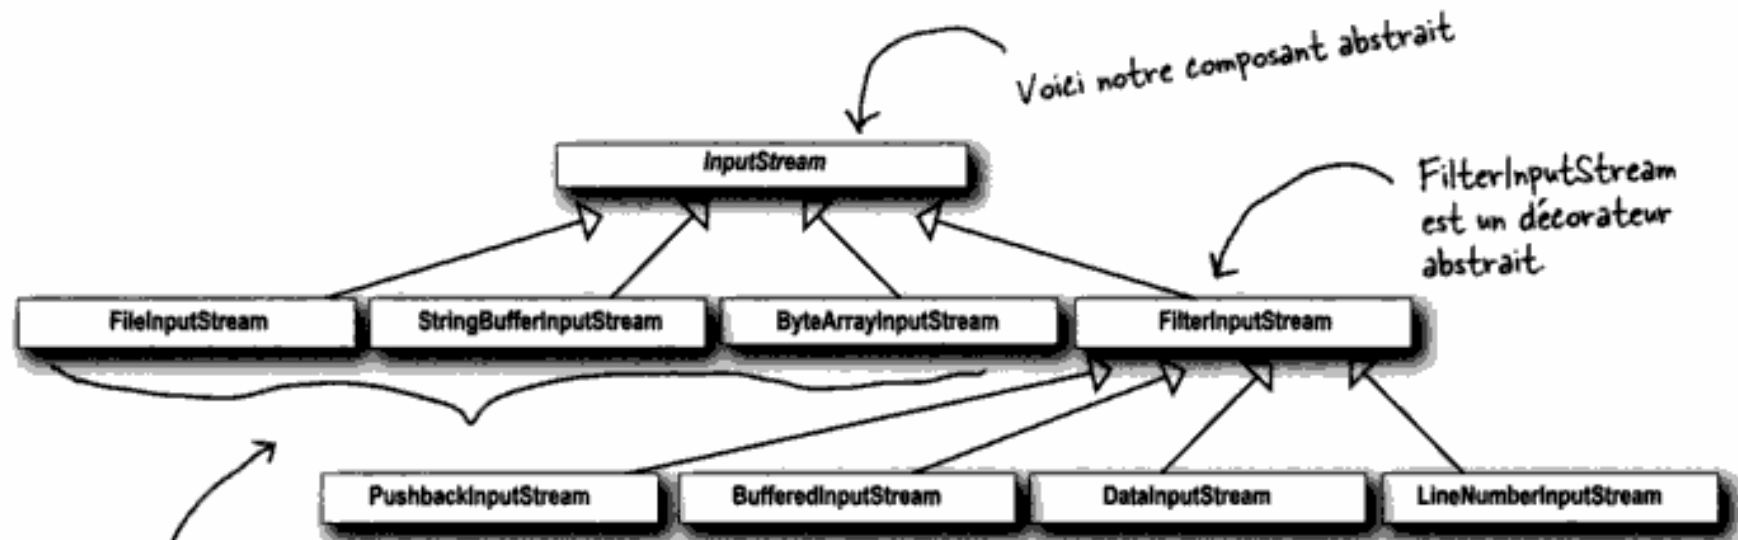 Voici notre composant abstrait
InputStream
FilterInputStream
est un décorateur
abstrait
FileInputStream
StringBufferInputStream
ByteArrayInputStream
FilterInputStream
PushbackInputStream
BufferedInputStream
DataInputStream
LineNumberInputStream